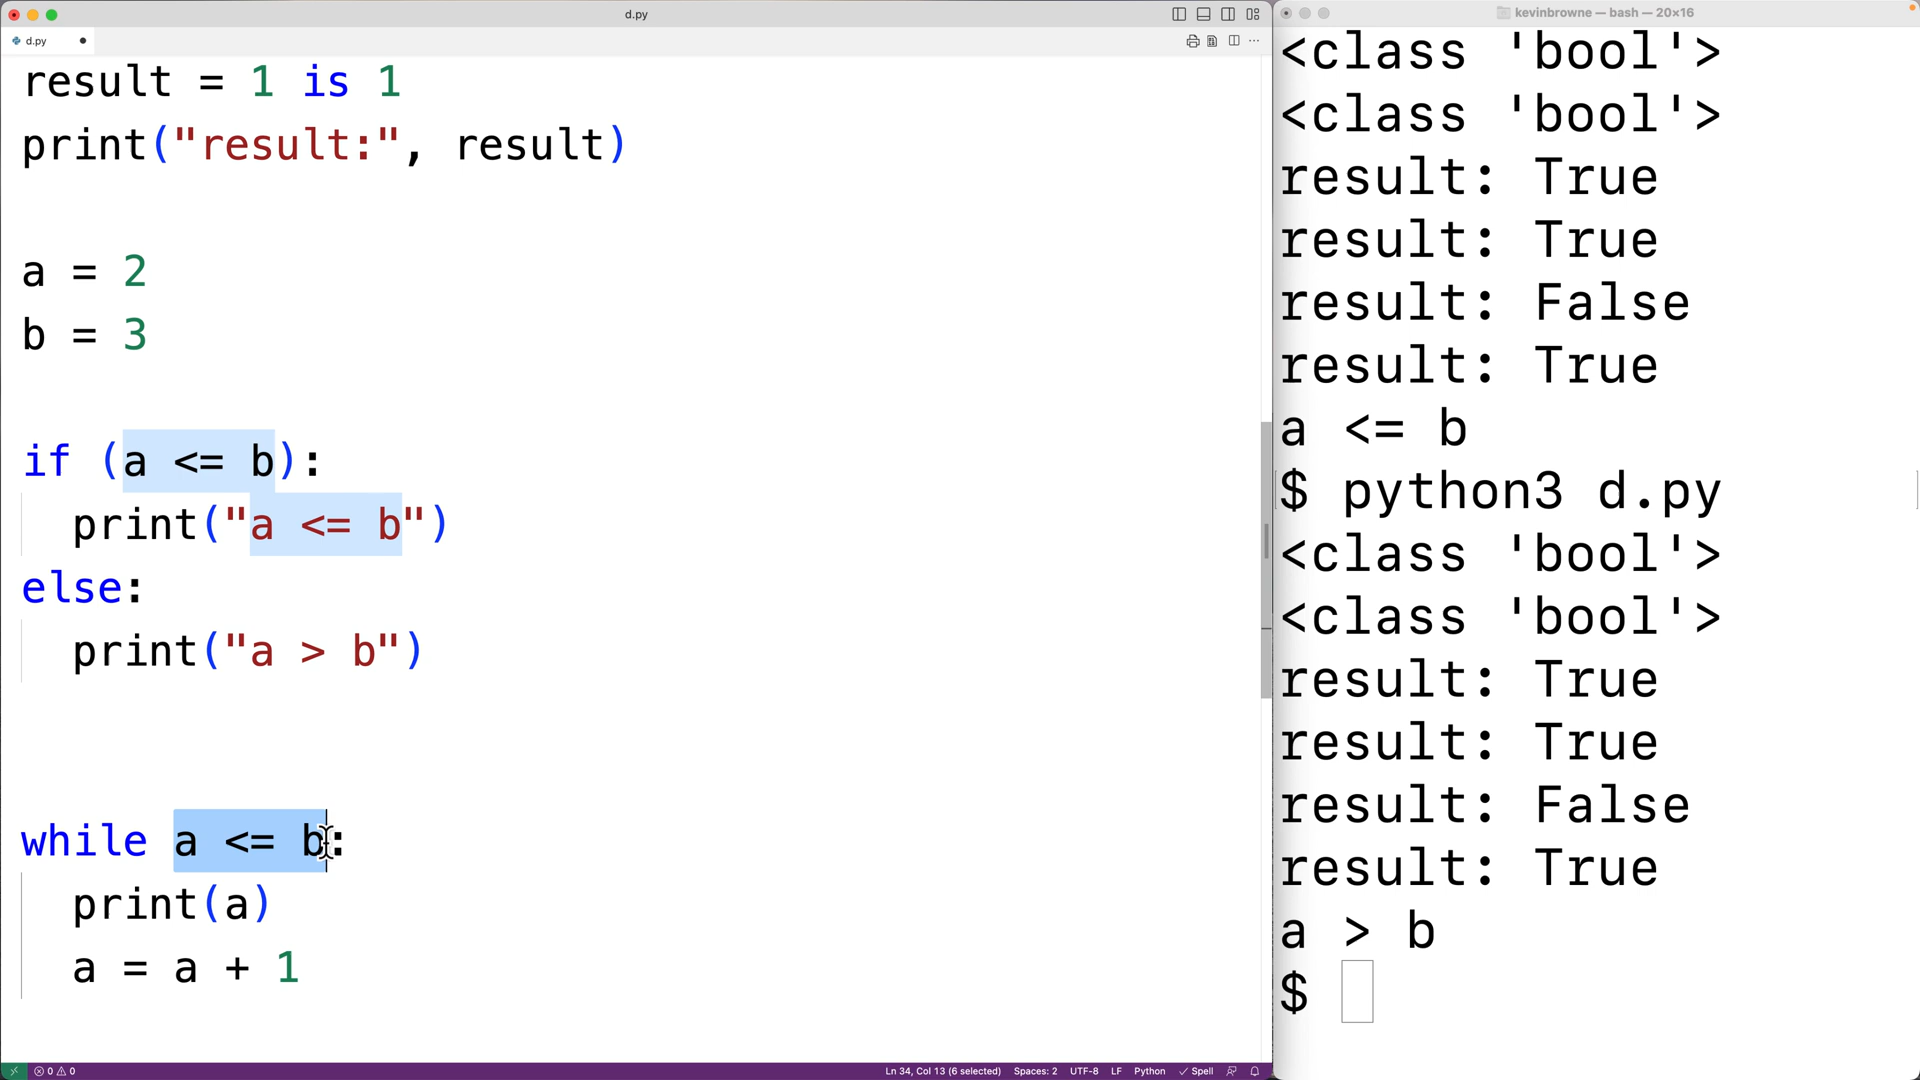 d.py
d.py
result = 1 is 1
print("result:", result)
a = 2
b = 3
if (a <= b):
print("a <= b")
else:
print("a > b")
while a <= b:
print(a)
a = a + 1
0 0
Ln 34, Col 13 (6 selected)
Spaces: 2
UTF-8
LF
Python
Spell
kevinbrowne — bash — 20×16
<class 'bool'>
<class 'bool'>
result: True
result: True
result: False
result: True
a <= b
$ python3 d.py
<class 'bool'>
<class 'bool'>
result: True
result: True
result: False
result: True
a > b
$